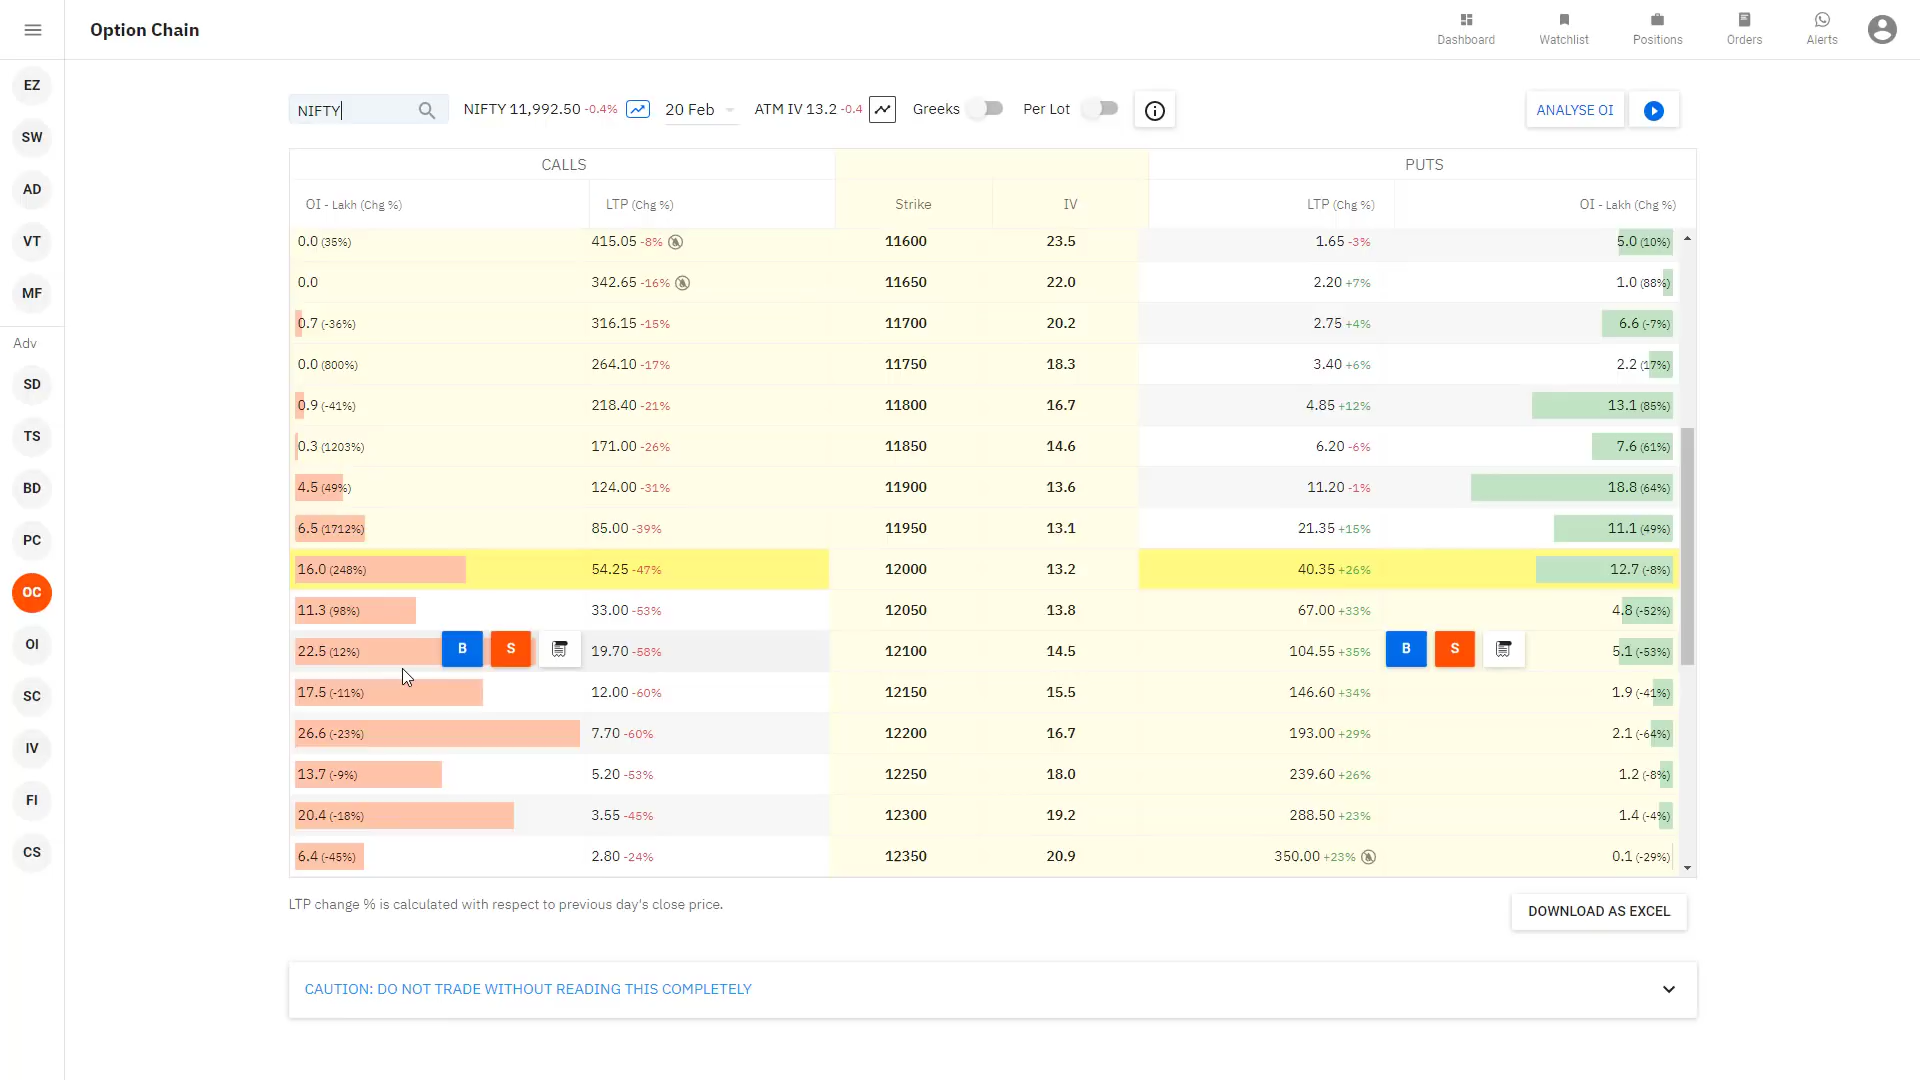 Option Chain
Dashboard
Watchlist
Positions
Orders
Alerts
EZ
SW
AD
VT
MF
Adv
SD
TS
BD
PC
OC
OI
SC
IV
FI
CS
NIFTY
NIFTY 11,992.50 -0.4%
20 Feb
ATM IV 13.2 -0.4
Greeks
Per Lot
ANALYSE OI
CALLS PUTS
OI - Lakh (Chg %) LTP (Chg %) Strike IV LTP (Chg %) OI - Lakh (Chg %)
0.0 (35%) 415.05 -8% 11600 23.5 1.65 -3% 5.0 (10%)
0.0 342.65 -16% 11650 22.0 2.20 +7% 1.0 (88%)
0.7 (-36%) 316.15 -15% 11700 20.2 2.75 +4% 6.6 (-7%)
0.0 (800%) 264.10 -17% 11750 18.3 3.40 +6% 2.2 (17%)
0.9 (-41%) 218.40 -21% 11800 16.7 4.85 +12% 13.1 (85%)
0.3 (1203%) 171.00 -26% 11850 14.6 6.20 -6% 7.6 (61%)
4.5 (49%) 124.00 -31% 11900 13.6 11.20 -1% 18.8 (64%)
6.5 (1712%) 85.00 -39% 11950 13.1 21.35 +15% 11.1 (49%)
16.0 (248%) 54.25 -47% 12000 13.2 40.35 +26% 12.7 (-8%)
11.3 (98%) 33.00 -53% 12050 13.8 67.00 +33% 4.8 (-52%)
22.5 (12%) B S 19.70 -58% 12100 14.5 104.55 +35% B S 5.1 (-53%)
17.5 (-11%) 12.00 -60% 12150 15.5 146.60 +34% 1.9 (-41%)
26.6 (-23%) 7.70 -60% 12200 16.7 193.00 +29% 2.1 (-64%)
13.7 (-9%) 5.20 -53% 12250 18.0 239.60 +26% 1.2 (-8%)
20.4 (-18%) 3.55 -45% 12300 19.2 288.50 +23% 1.4 (-4%)
6.4 (-45%) 2.80 -24% 12350 20.9 350.00 +23% 0.1 (-29%)
LTP change % is calculated with respect to previous day's close price.
DOWNLOAD AS EXCEL
CAUTION: DO NOT TRADE WITHOUT READING THIS COMPLETELY